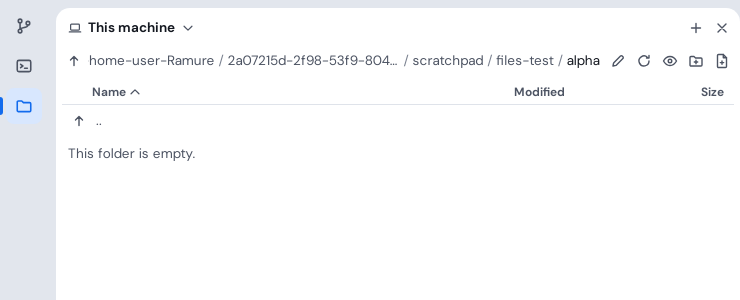 This machine
home-user-Ramure / 2a07215d-2f98-53f9-804... / scratchpad / files-test / alpha
Name Modified Size
..
This folder is empty.